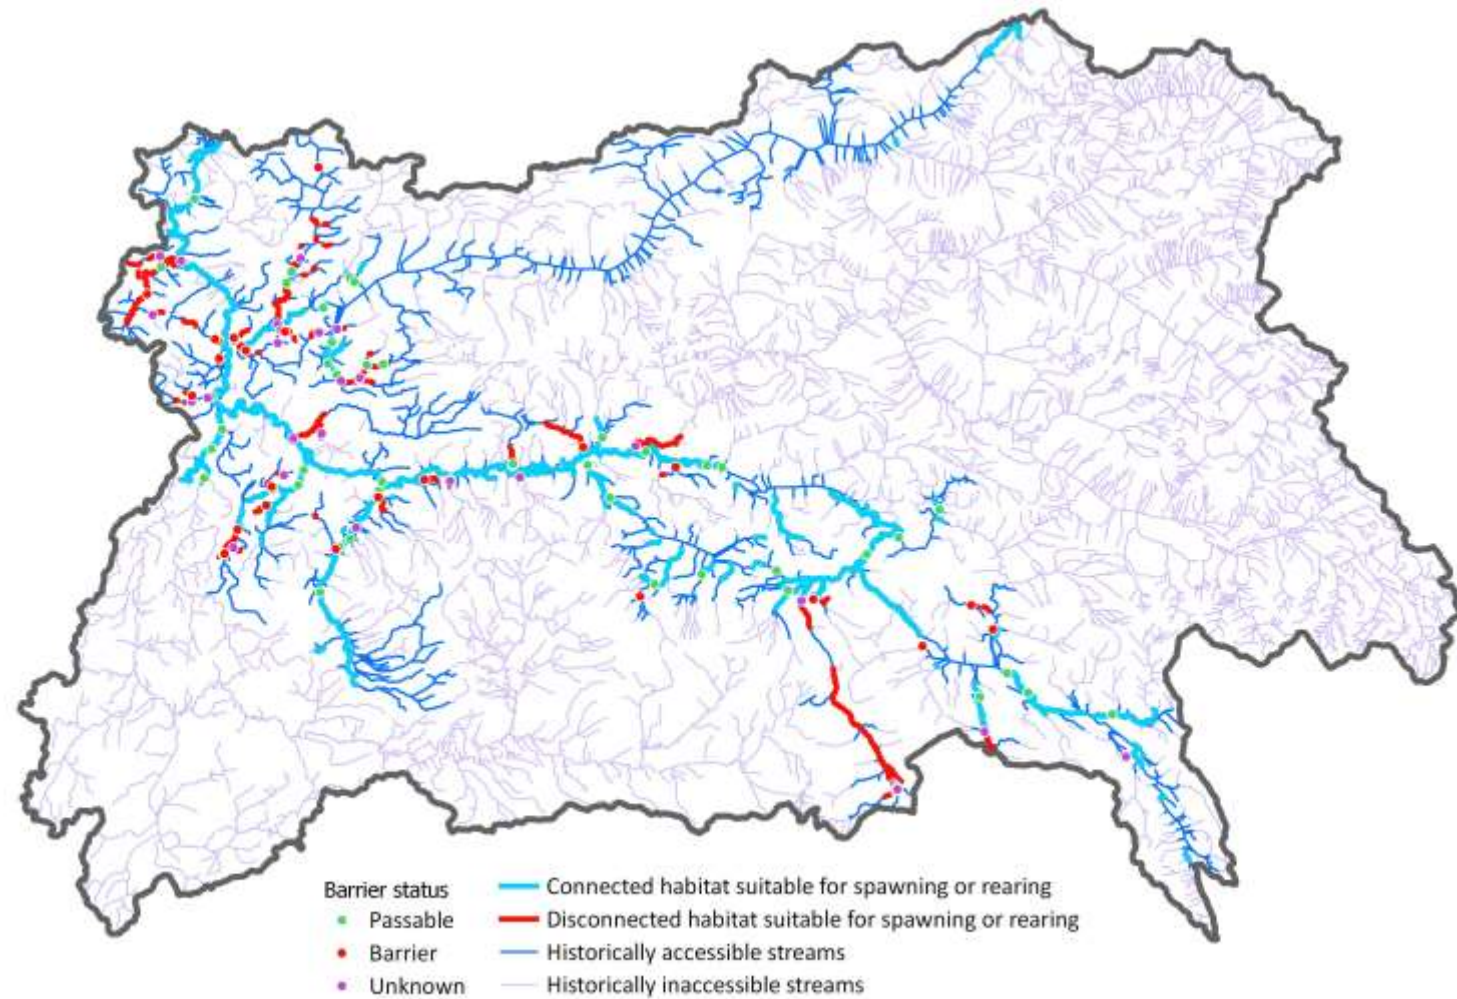 Barrier status
Passable
Barrier
Unknown
Connected habitat suitable for spawning or rearing
Disconnected habitat suitable for spawning or rearing
Historically accessible streams
Historically inaccessible streams